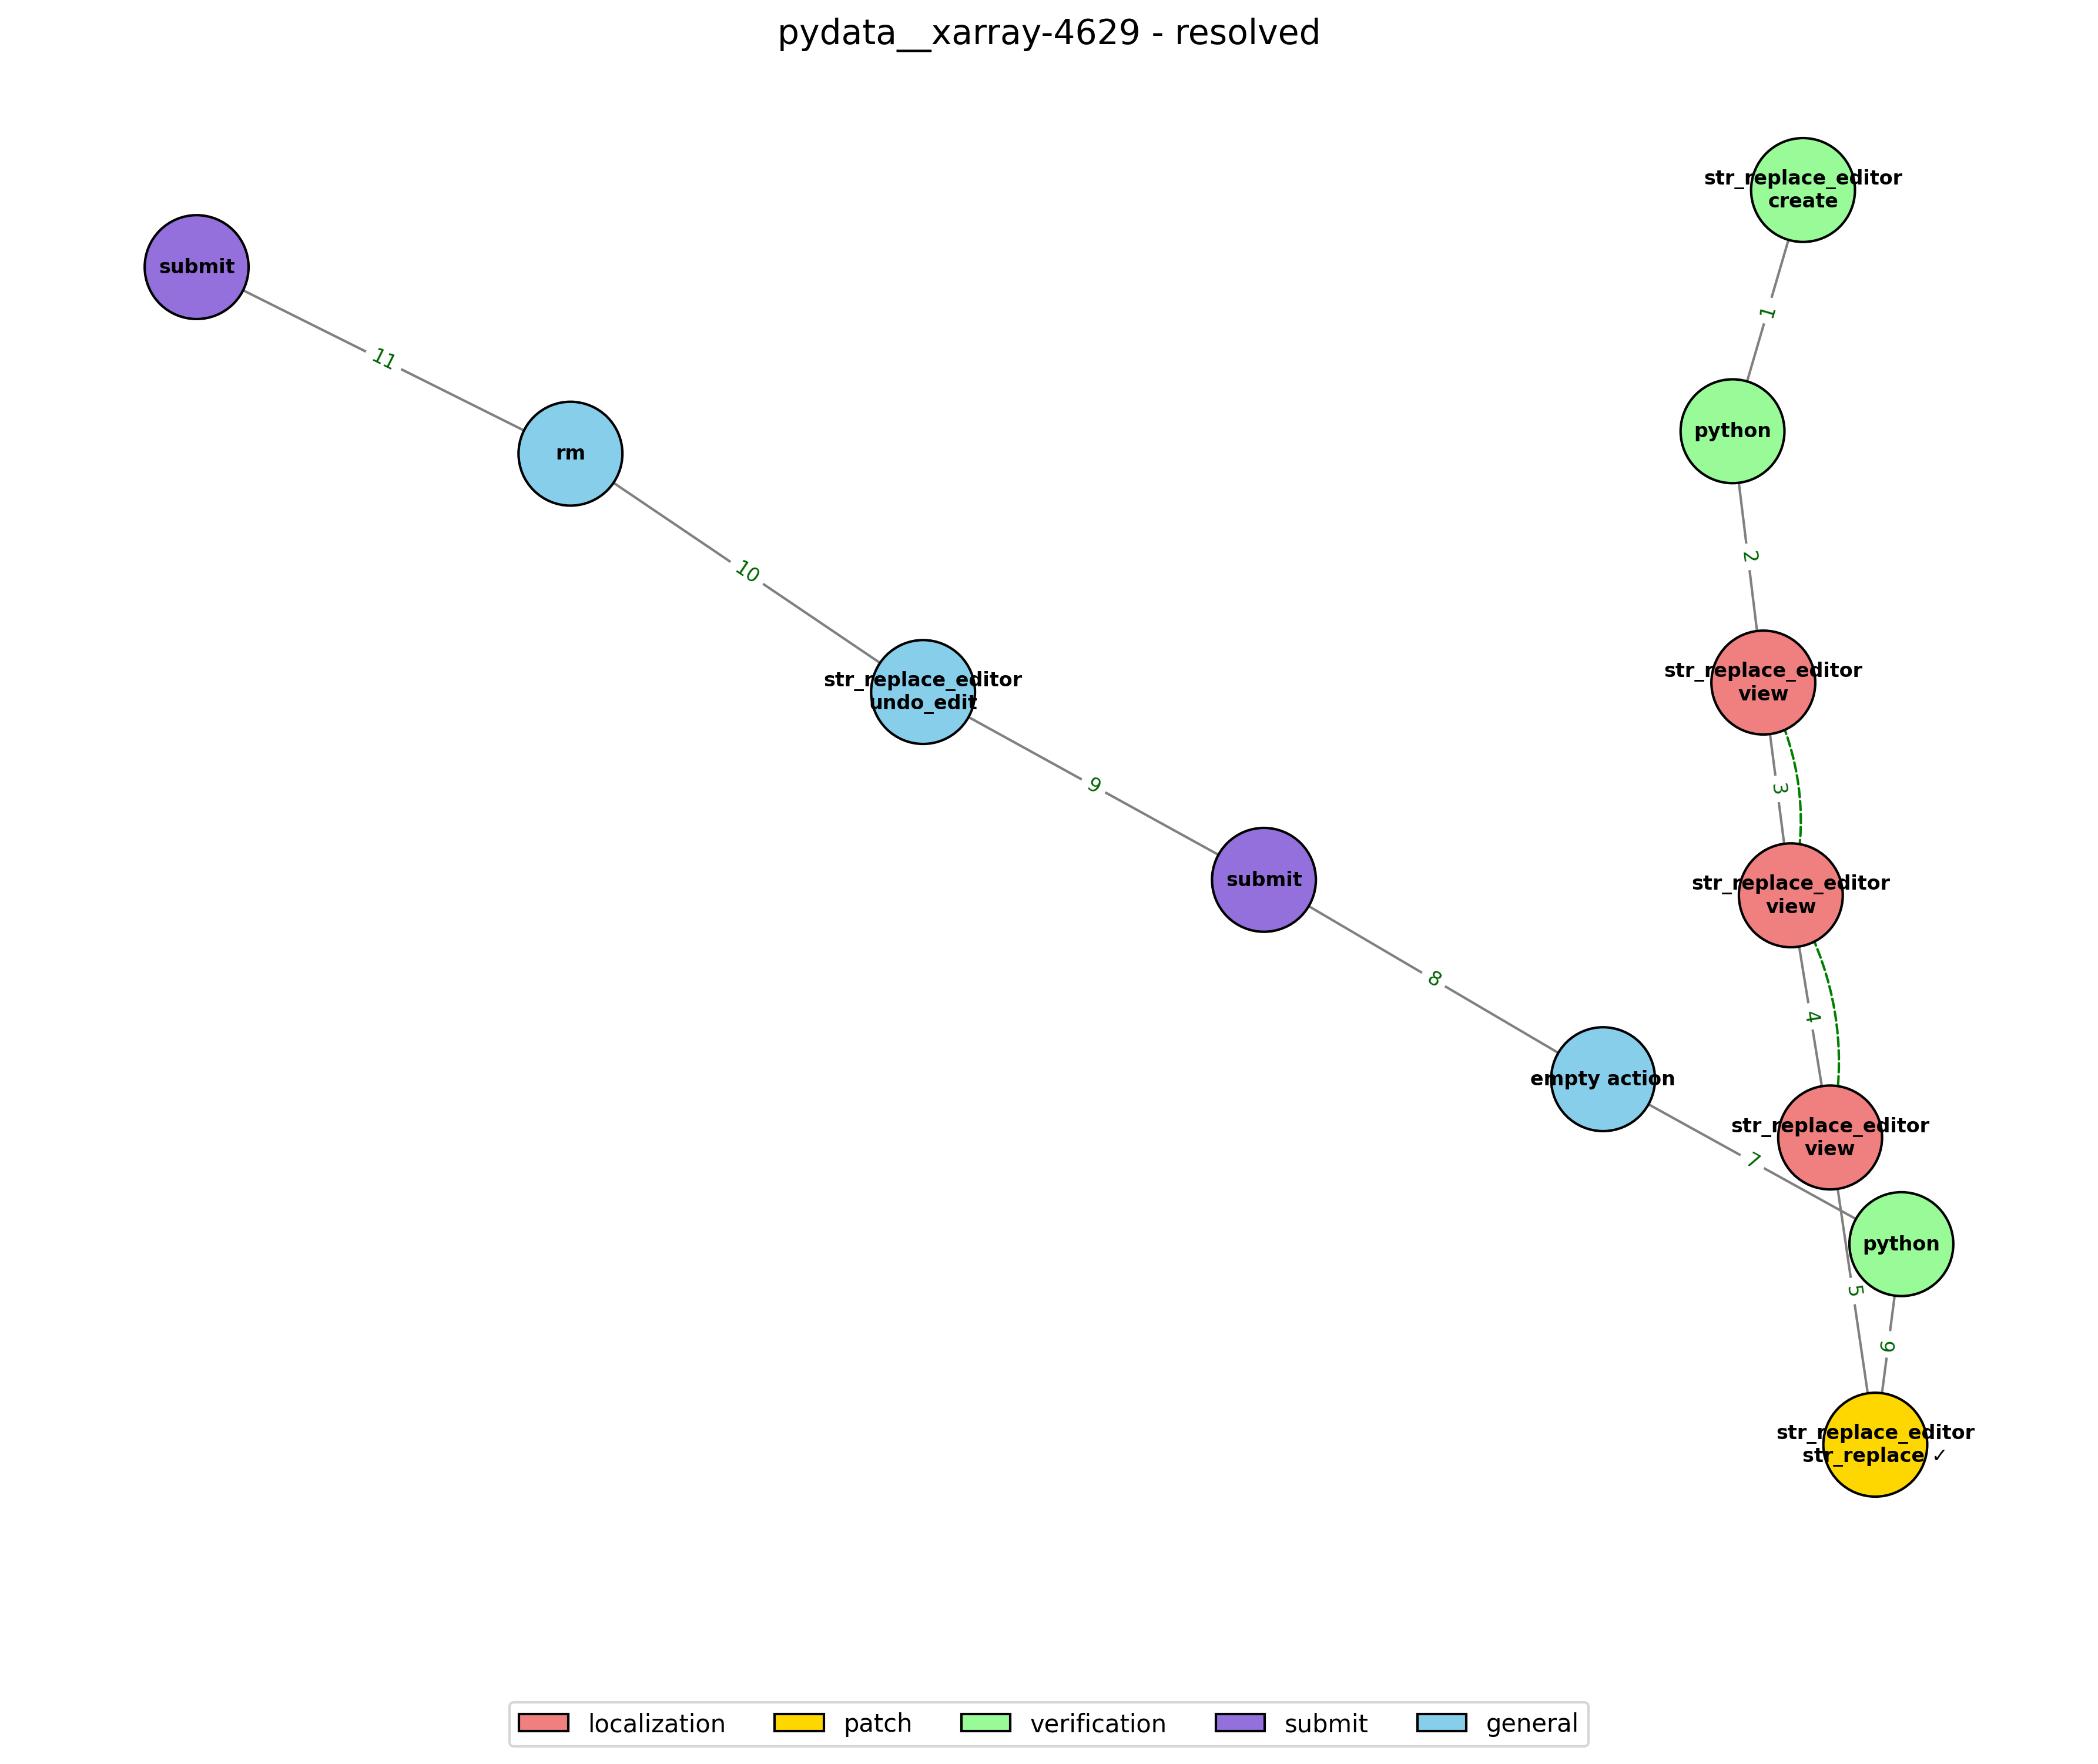 pydata__xarray-4629 - resolved
str_replace_editor
create
submit
1
python
11
rm
2
10
str_replace_editor
view
str_replace_editor
undo_edit
3
9
submit
str_replace_editor
view
8
4
empty action
str_replace_editor
view
7
python
5
6
str_replace_editor
str_replace ✓
localization
patch
verification
submit
general